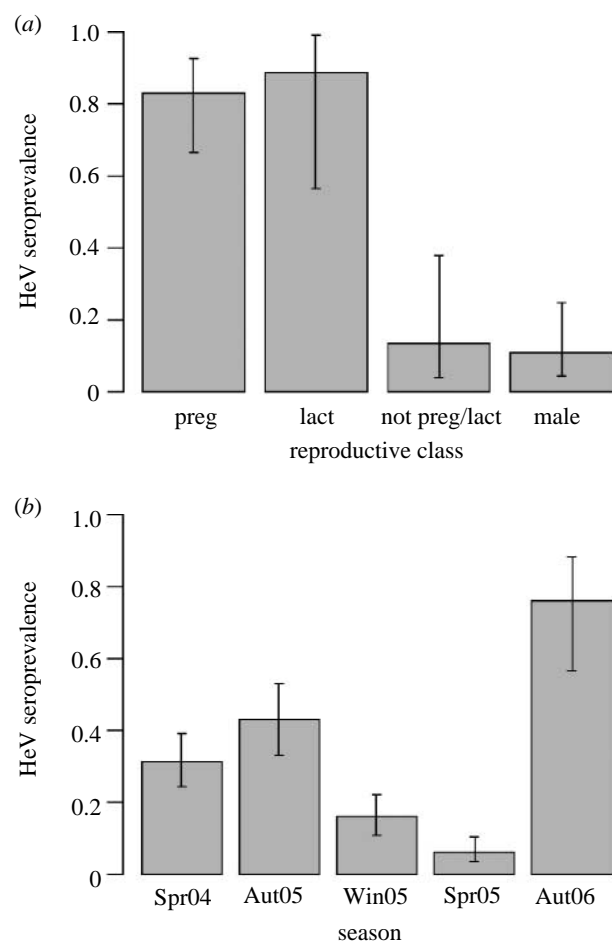 (a)
1.0
0.8
0.6
0.4
0.2
0
HeV seroprevalence
preg lact not preg/lact male
reproductive class
(b)
1.0
0.8
0.6
0.4
0.2
0
HeV seroprevalence
Spr04 Aut05 Win05 Spr05 Aut06
season